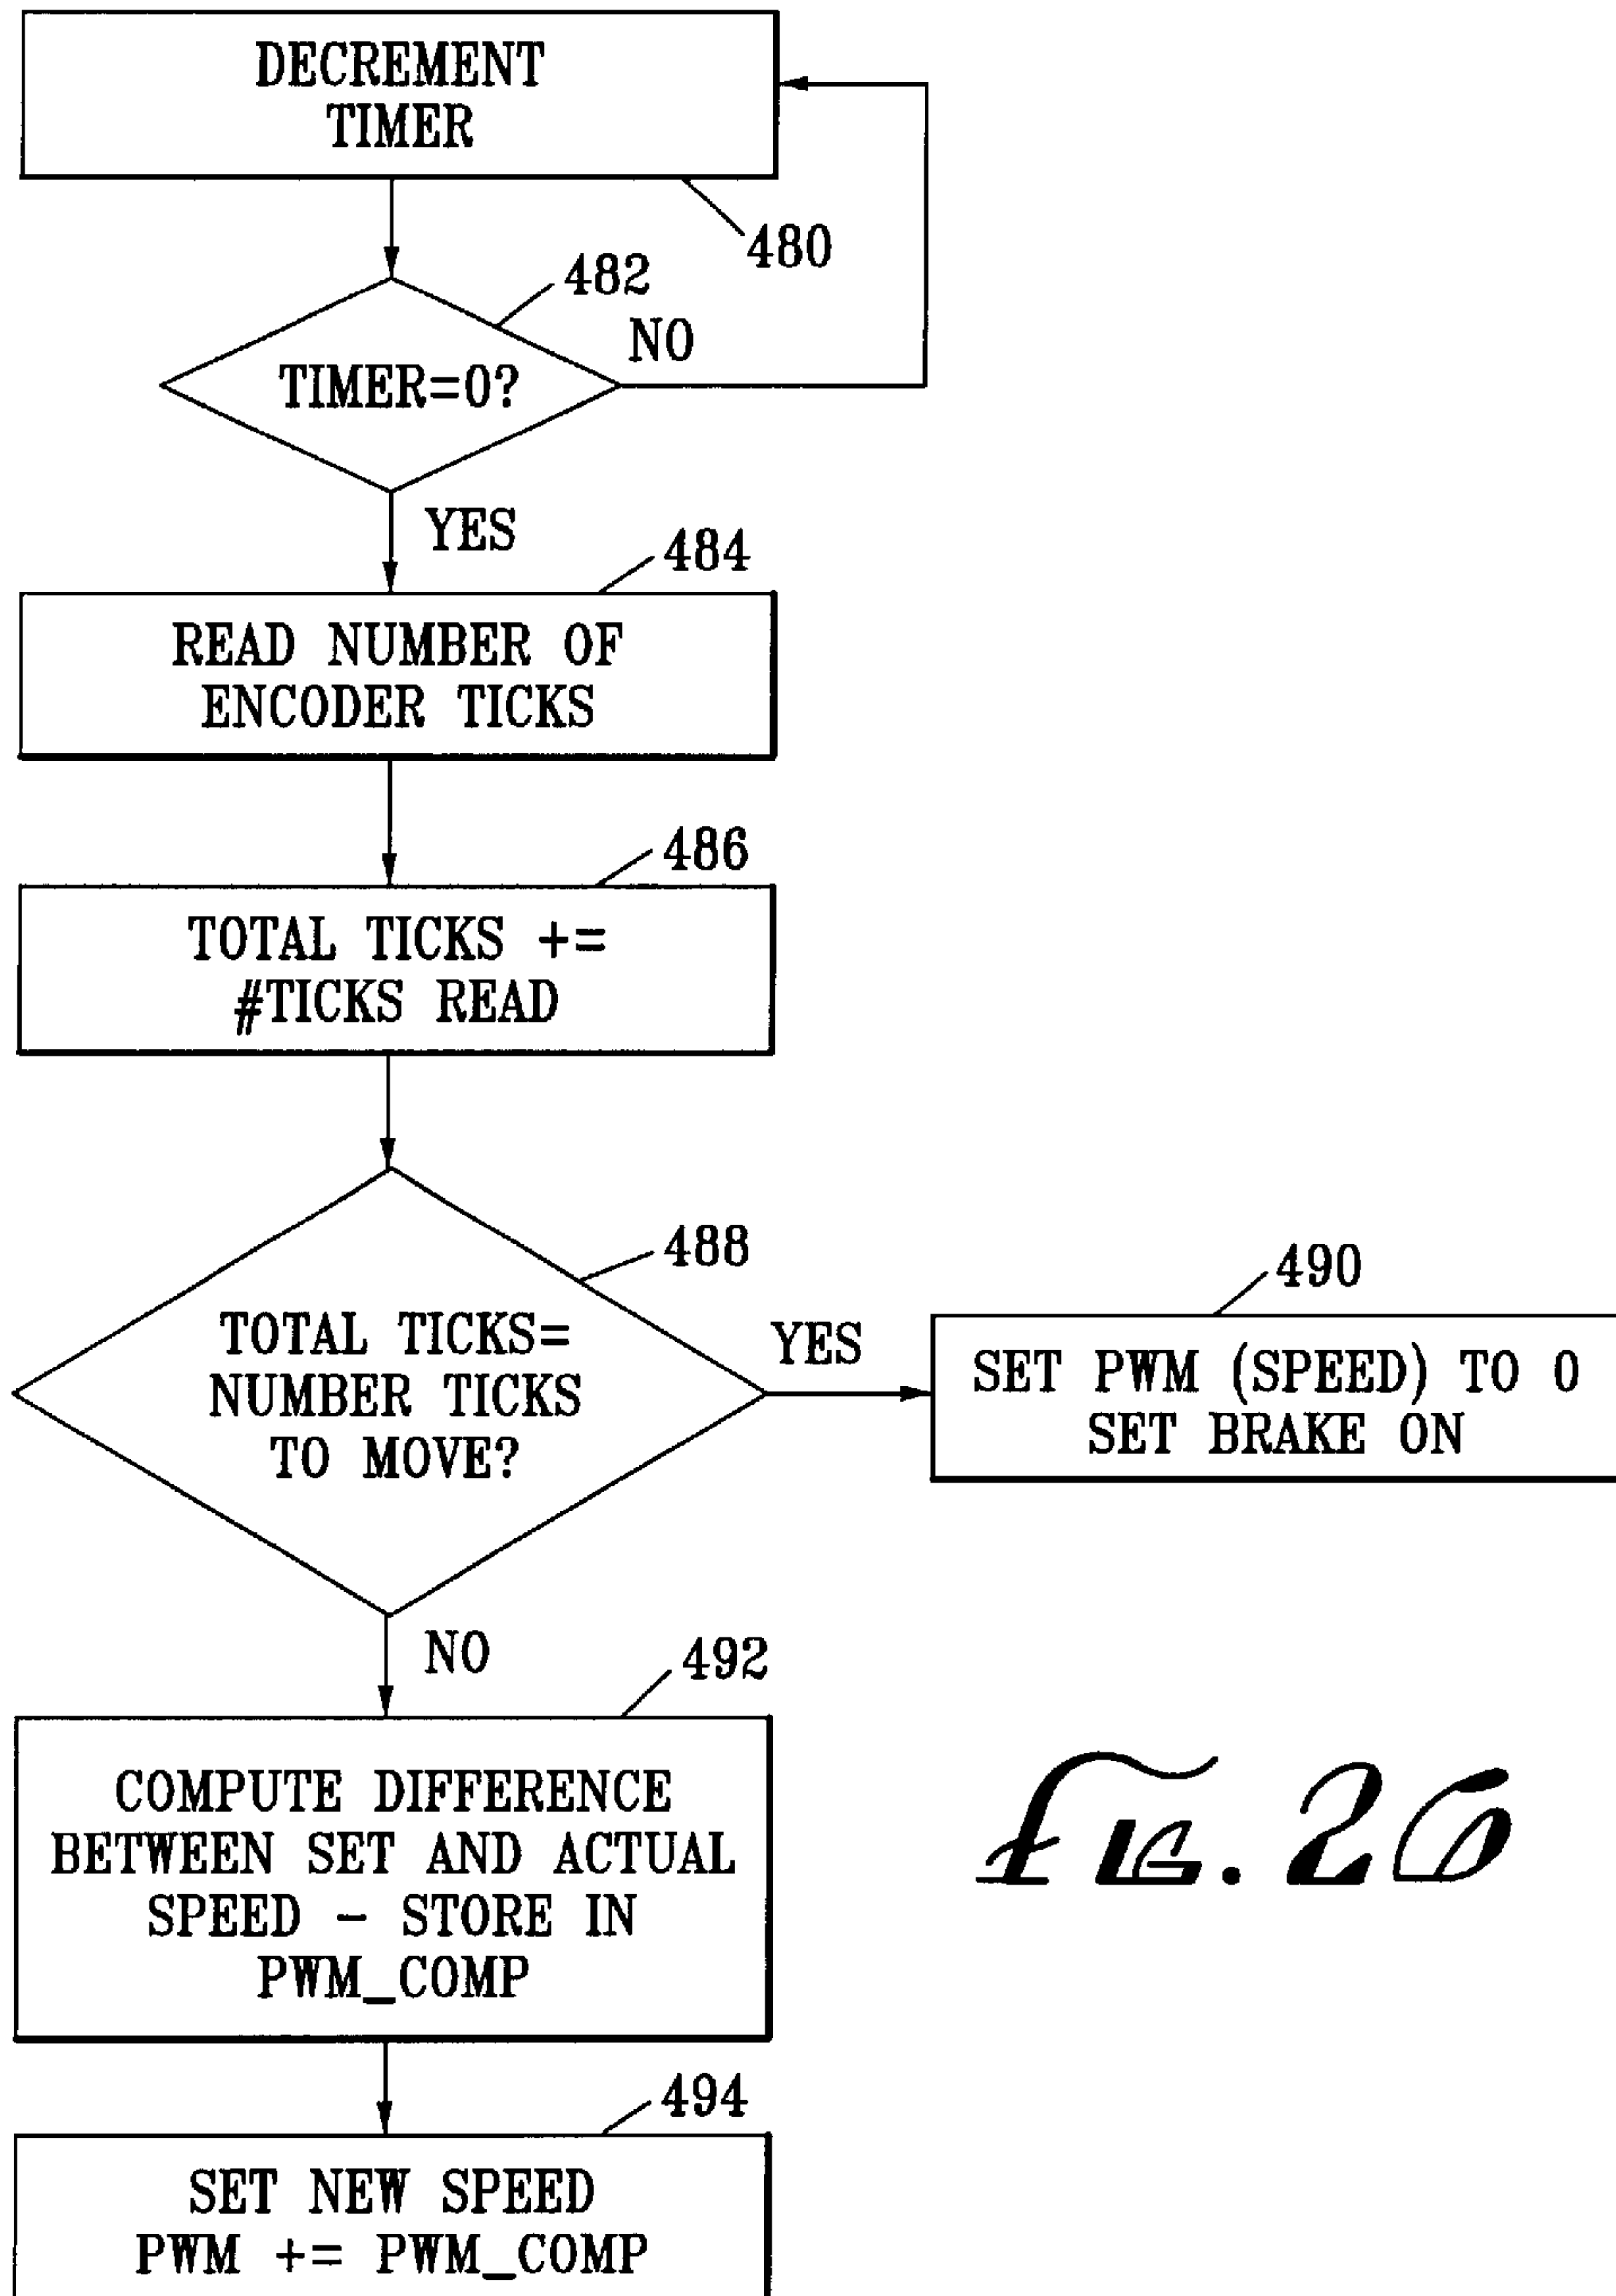 DECREMENT
TIMER
480
482
TIMER=0?
NO
YES
484
READ NUMBER OF
ENCODER TICKS
486
TOTAL TICKS +=
#TICKS READ
488
TOTAL TICKS=
NUMBER TICKS
TO MOVE?
YES
490
SET PWM (SPEED) TO 0
SET BRAKE ON
NO
492
COMPUTE DIFFERENCE
BETWEEN SET AND ACTUAL
SPEED - STORE IN
PWM_COMP
494
SET NEW SPEED
PWM += PWM_COMP
FIG. 26